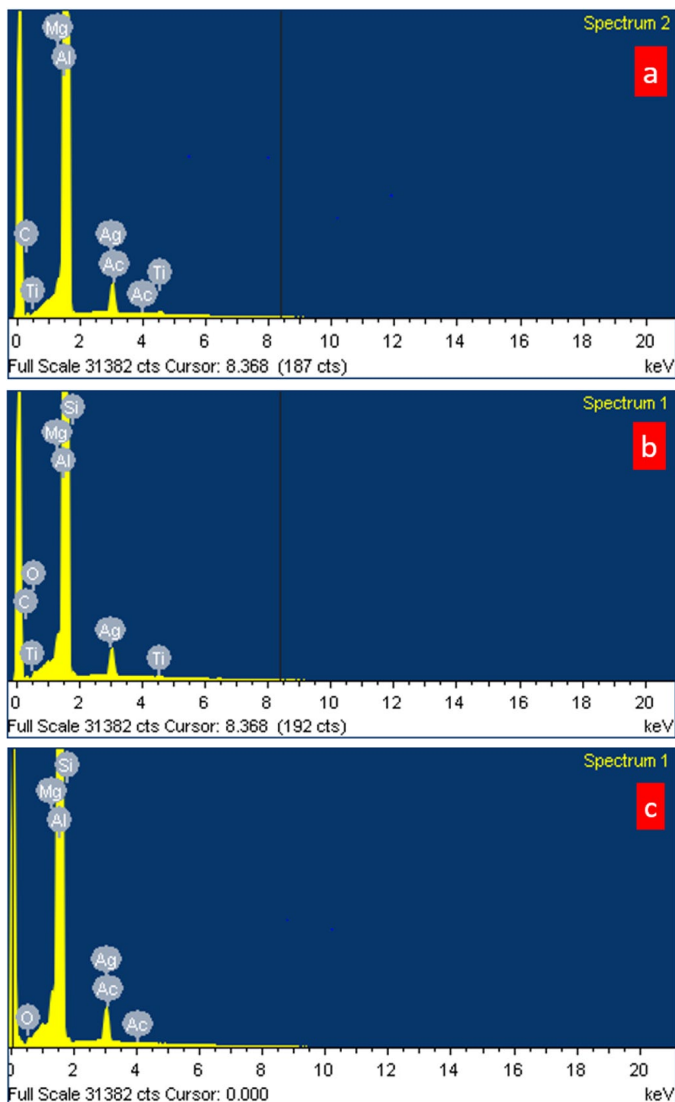 Spectrum 2
a
Mg
Al
C
Ag
Ac
Ti
Ti
Ac
0 2 4 6 8 10 12 14 16 18 20
Full Scale 31382 cts Cursor: 8.368 (187 cts) keV
Spectrum 1
b
Si
Mg
Al
O
C
Ag
Ti
Ti
0 2 4 6 8 10 12 14 16 18 20
Full Scale 31382 cts Cursor: 8.368 (192 cts) keV
Spectrum 1
c
Si
Mg
Al
Ag
Ac
O
Ac
0 2 4 6 8 10 12 14 16 18 20
Full Scale 31382 cts Cursor: 0.000 keV